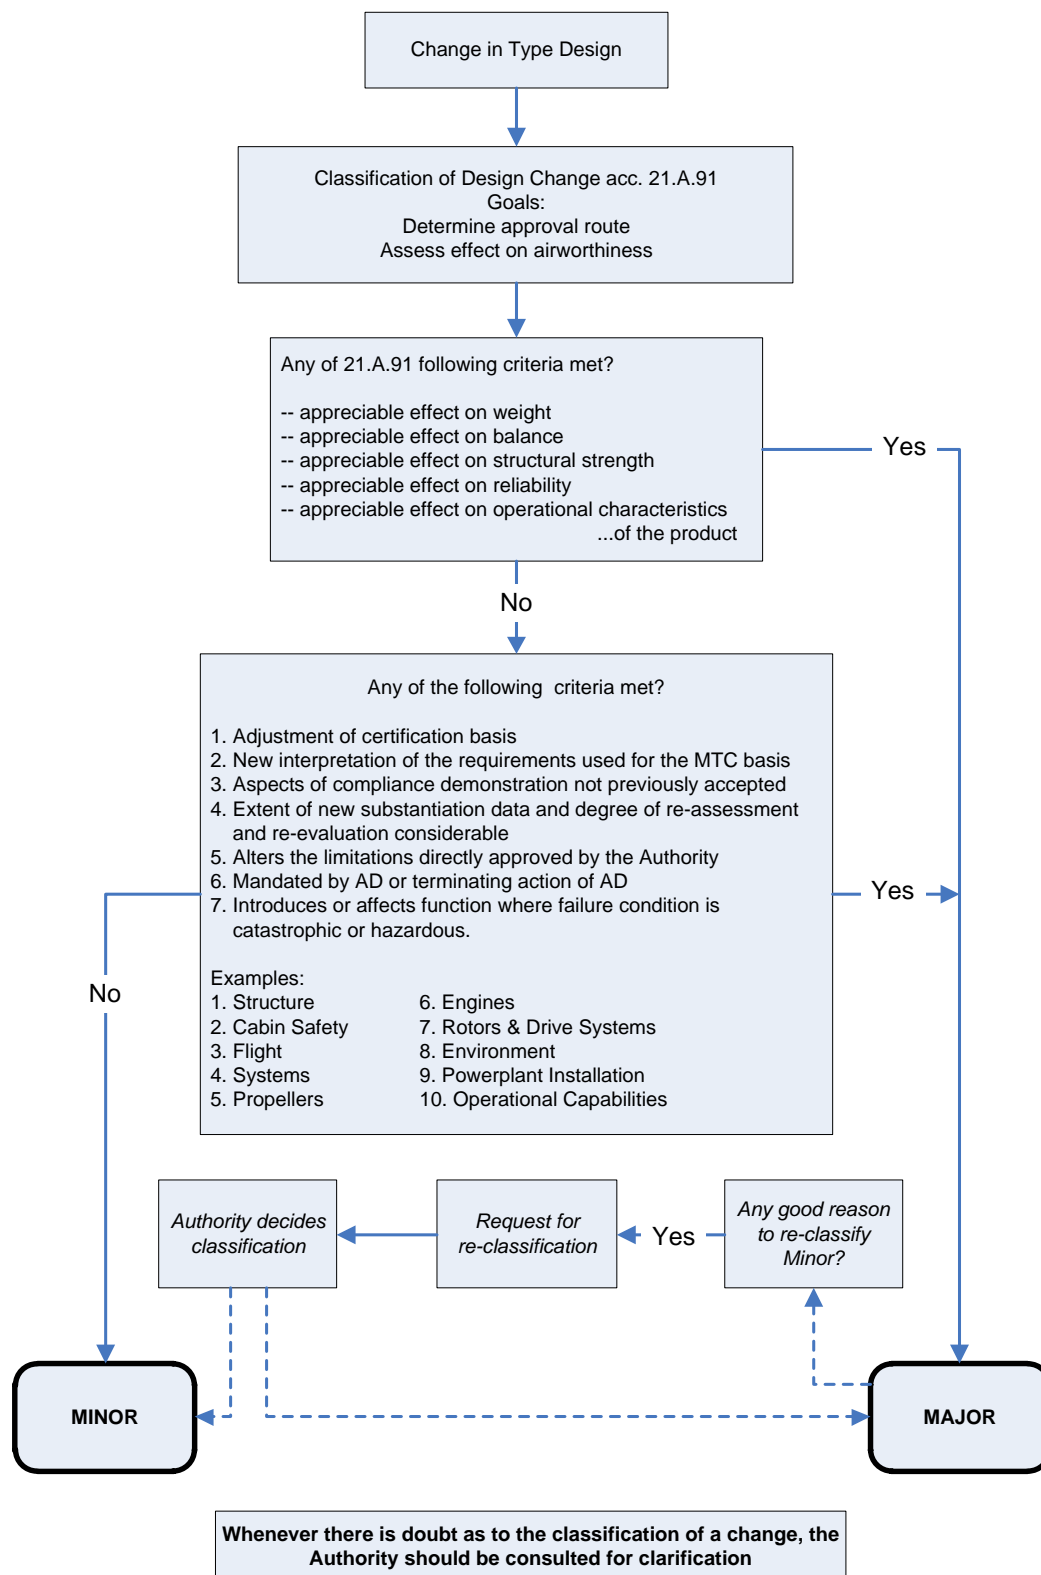 Change in Type Design
Classification of Design Change acc. 21.A.91
Goals:
Determine approval route
Assess effect on airworthiness
Any of 21.A.91 following criteria met?
-- appreciable effect on weight
-- appreciable effect on balance
-- appreciable effect on structural strength
-- appreciable effect on reliability
-- appreciable effect on operational characteristics
...of the product
Yes
No
Any of the following criteria met?
1. Adjustment of certification basis
2. New interpretation of the requirements used for the MTC basis
3. Aspects of compliance demonstration not previously accepted
4. Extent of new substantiation data and degree of re-assessment
and re-evaluation considerable
5. Alters the limitations directly approved by the Authority
6. Mandated by AD or terminating action of AD
7. Introduces or affects function where failure condition is
catastrophic or hazardous.
Yes
No
Examples:
1. Structure
2. Cabin Safety
3. Flight
4. Systems
5. Propellers
6. Engines
7. Rotors & Drive Systems
8. Environment
9. Powerplant Installation
10. Operational Capabilities
Authority decides
classification
Request for
re-classification
Yes
Any good reason
to re-classify
Minor?
MINOR
MAJOR
Whenever there is doubt as to the classification of a change, the
Authority should be consulted for clarification